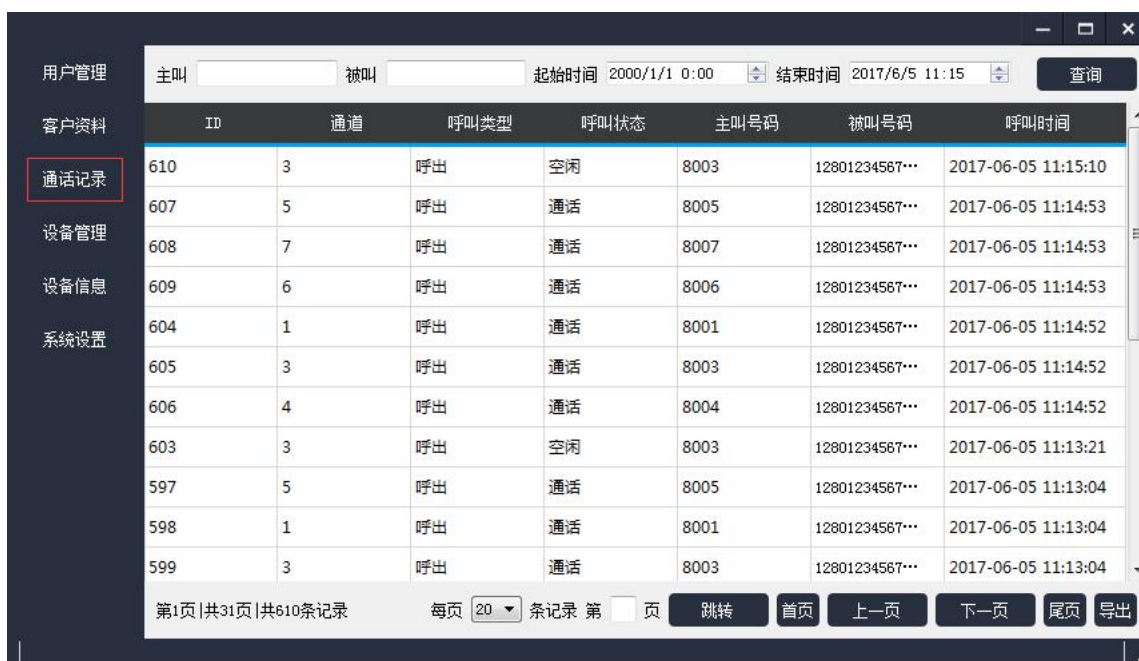 用户管理
客户资料
通话记录
设备管理
设备信息
系统设置
主叫 被叫 起始时间 2000/1/1 0:00 结束时间 2017/6/5 11:15 查询
ID 通道 呼叫类型 呼叫状态 主叫号码 被叫号码 呼叫时间
610 3 呼出 空闲 8003 12801234567··· 2017-06-05 11:15:10
607 5 呼出 通话 8005 12801234567··· 2017-06-05 11:14:53
608 7 呼出 通话 8007 12801234567··· 2017-06-05 11:14:53
609 6 呼出 通话 8006 12801234567··· 2017-06-05 11:14:53
604 1 呼出 通话 8001 12801234567··· 2017-06-05 11:14:52
605 3 呼出 通话 8003 12801234567··· 2017-06-05 11:14:52
606 4 呼出 通话 8004 12801234567··· 2017-06-05 11:14:52
603 3 呼出 空闲 8003 12801234567··· 2017-06-05 11:13:21
597 5 呼出 通话 8005 12801234567··· 2017-06-05 11:13:04
598 1 呼出 通话 8001 12801234567··· 2017-06-05 11:13:04
599 3 呼出 通话 8003 12801234567··· 2017-06-05 11:13:04
第1页|共31页|共610条记录 每页 20 条记录 第 页 跳转 首页 上一页 下一页 尾页 导出